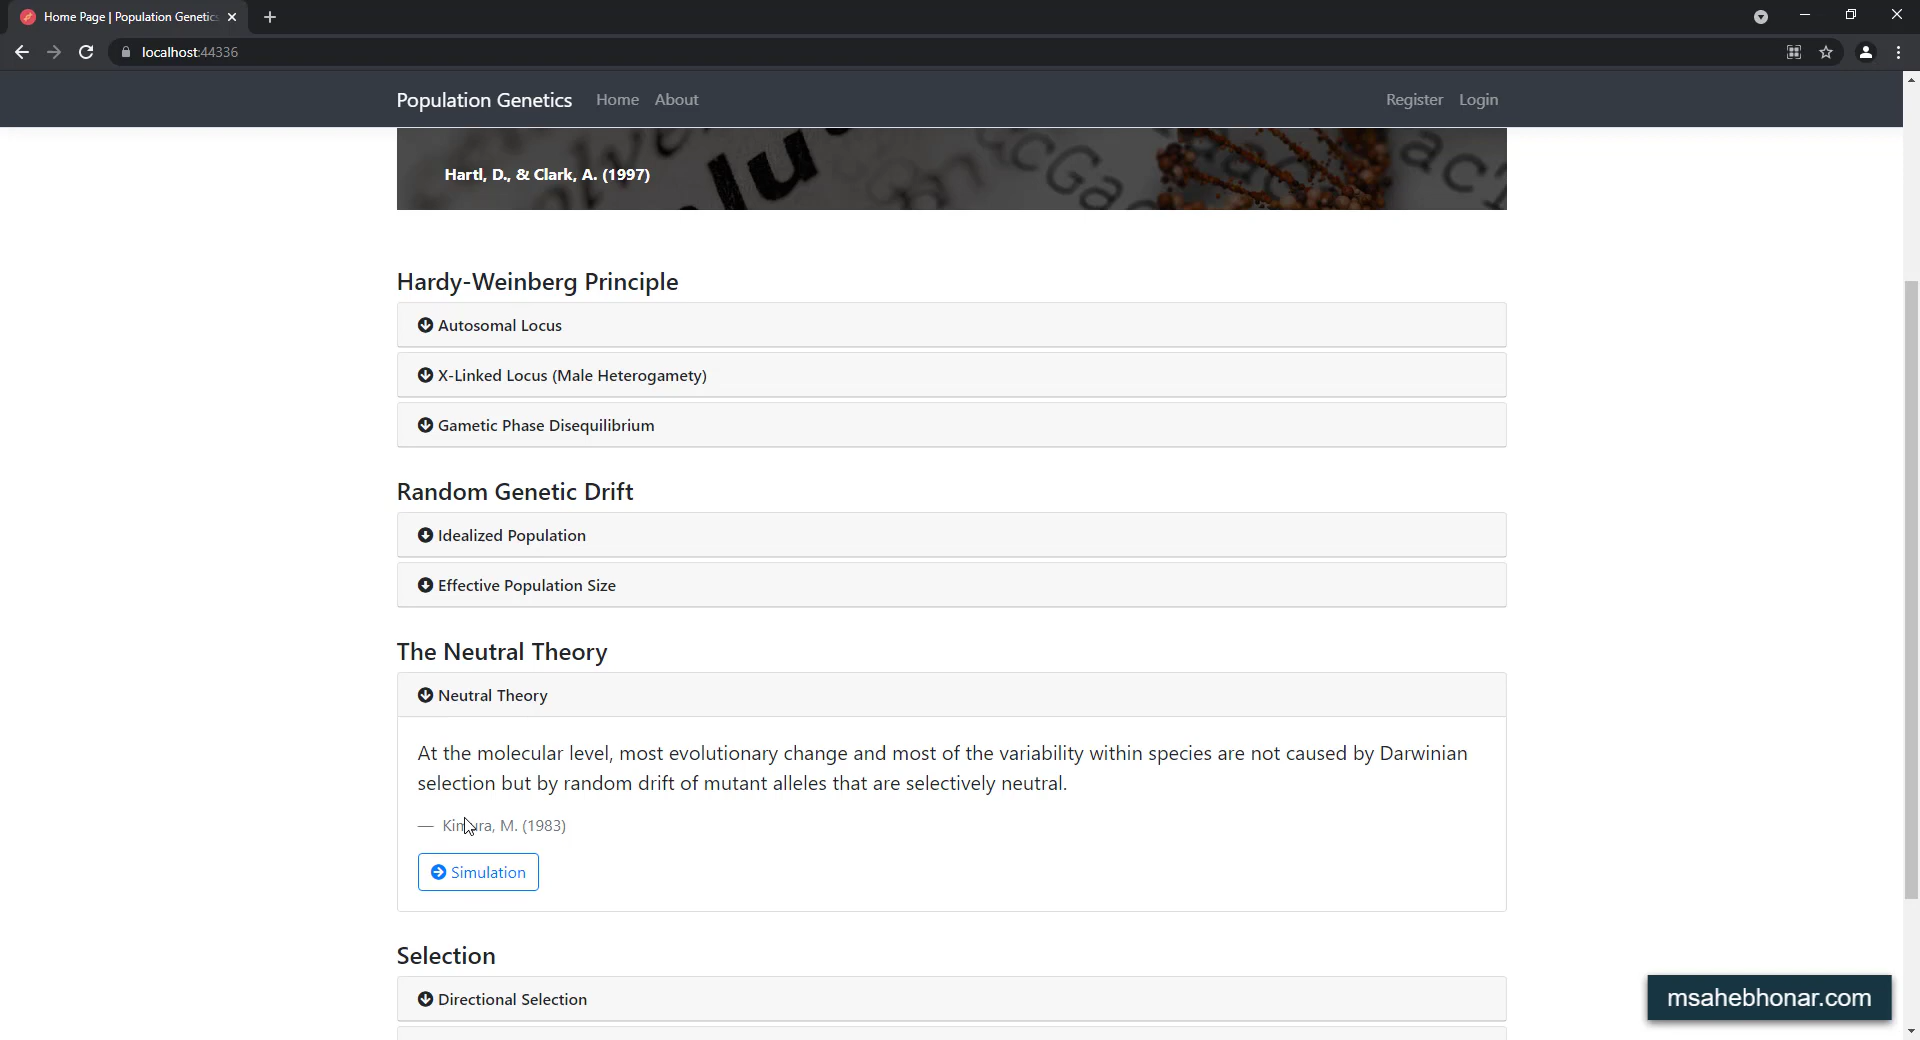 Home Page | Population Genetics
localhost:44336
Population Genetics Home About Register Login
Hartl, D., & Clark, A. (1997)
Hardy-Weinberg Principle
Autosomal Locus
X-Linked Locus (Male Heterogamety)
Gametic Phase Disequilibrium
Random Genetic Drift
Idealized Population
Effective Population Size
The Neutral Theory
Neutral Theory
At the molecular level, most evolutionary change and most of the variability within species are not caused by Darwinian
selection but by random drift of mutant alleles that are selectively neutral.
— Kimura, M. (1983)
Simulation
Selection
Directional Selection
msahebhonar.com